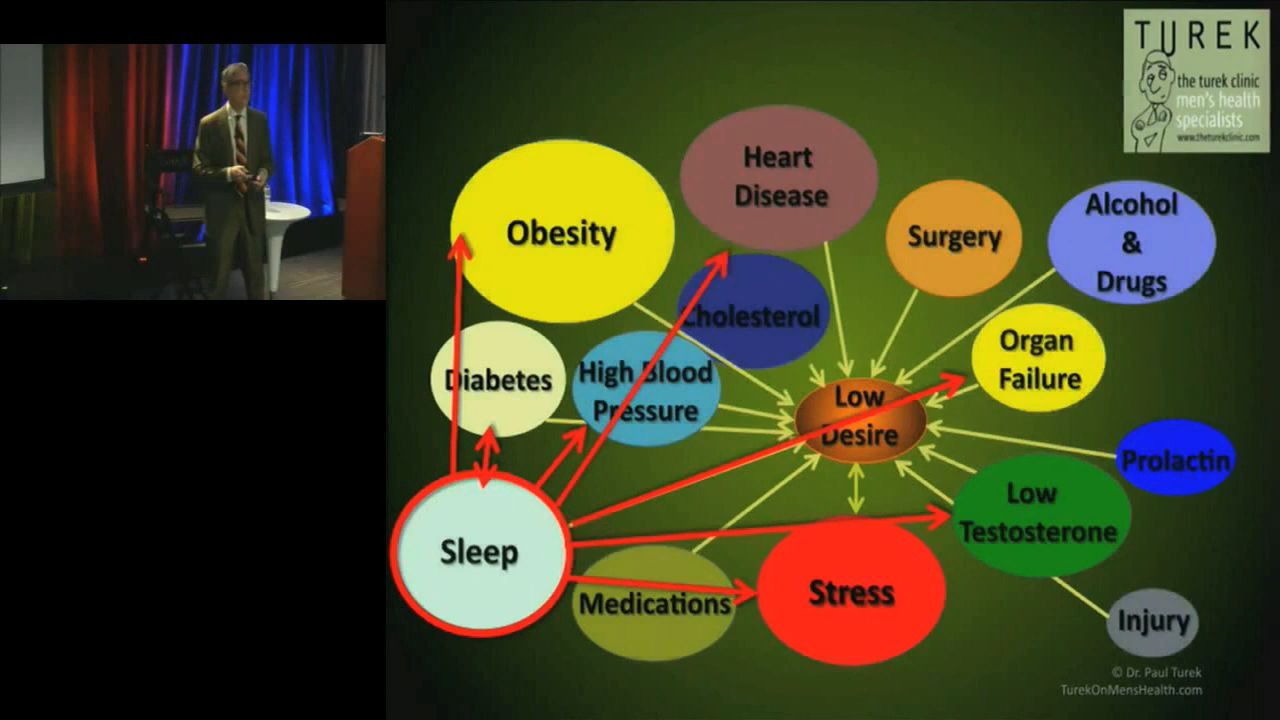 TUREK
the turek clinic
men's health
specialists
www.theturekclinic.com
Heart
Disease
Obesity
Surgery
Alcohol
&
Drugs
Cholesterol
Organ
Failure
Diabetes
High Blood
Pressure
Low
Desire
Prolactin
Low
Testosterone
Sleep
Medications
Stress
Injury
© Dr. Paul Turek
TurekOnMensHealth.com